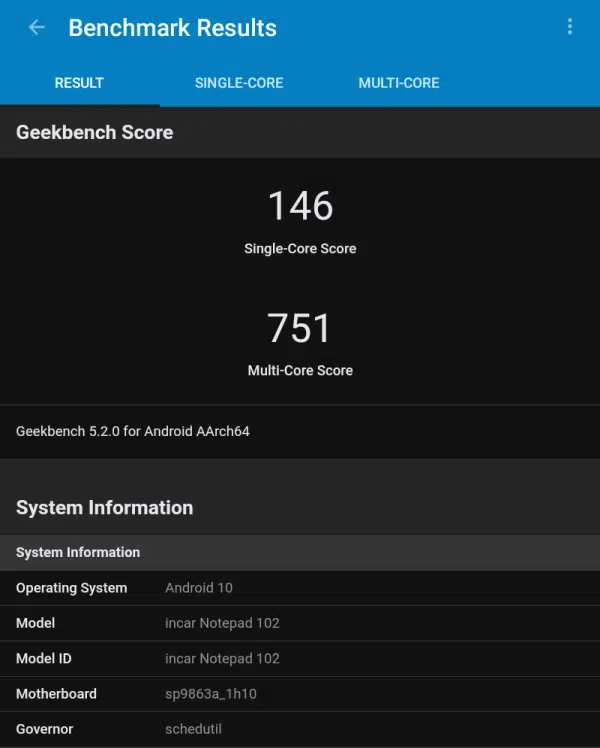 Benchmark Results
RESULT SINGLE-CORE MULTI-CORE
Geekbench Score
146
Single-Core Score
751
Multi-Core Score
Geekbench 5.2.0 for Android AArch64
System Information
System Information
Operating System Android 10
Model incar Notepad 102
Model ID incar Notepad 102
Motherboard sp9863a_1h10
Governor schedutil